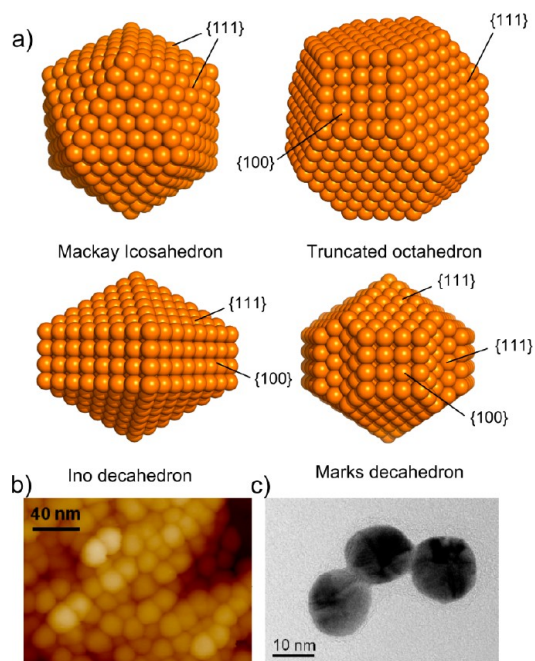 a)
{111}
{111}
{100}
Mackay Icosahedron
Truncated octahedron
{111}
{111}
{111}
{100}
{100}
Ino decahedron
Marks decahedron
b)
40 nm
c)
10 nm